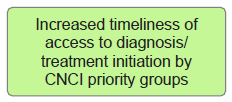 Increased timeliness of
access to diagnosis/
treatment initiation by
CNCI priority groups